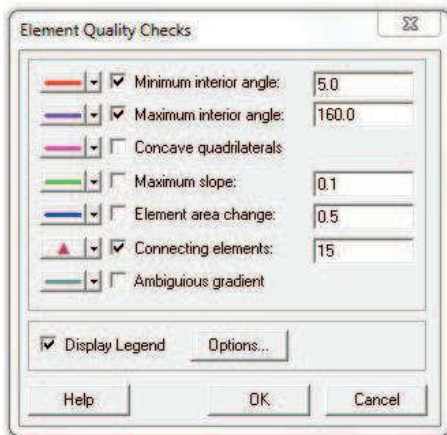 Element Quality Checks
Minimum interior angle: 5.0
Maximum interior angle: 160.0
Concave quadrilaterals
Maximum slope: 0.1
Element area change: 0.5
Connecting elements: 15
Ambiguious gradient
Display Legend Options...
Help OK Cancel